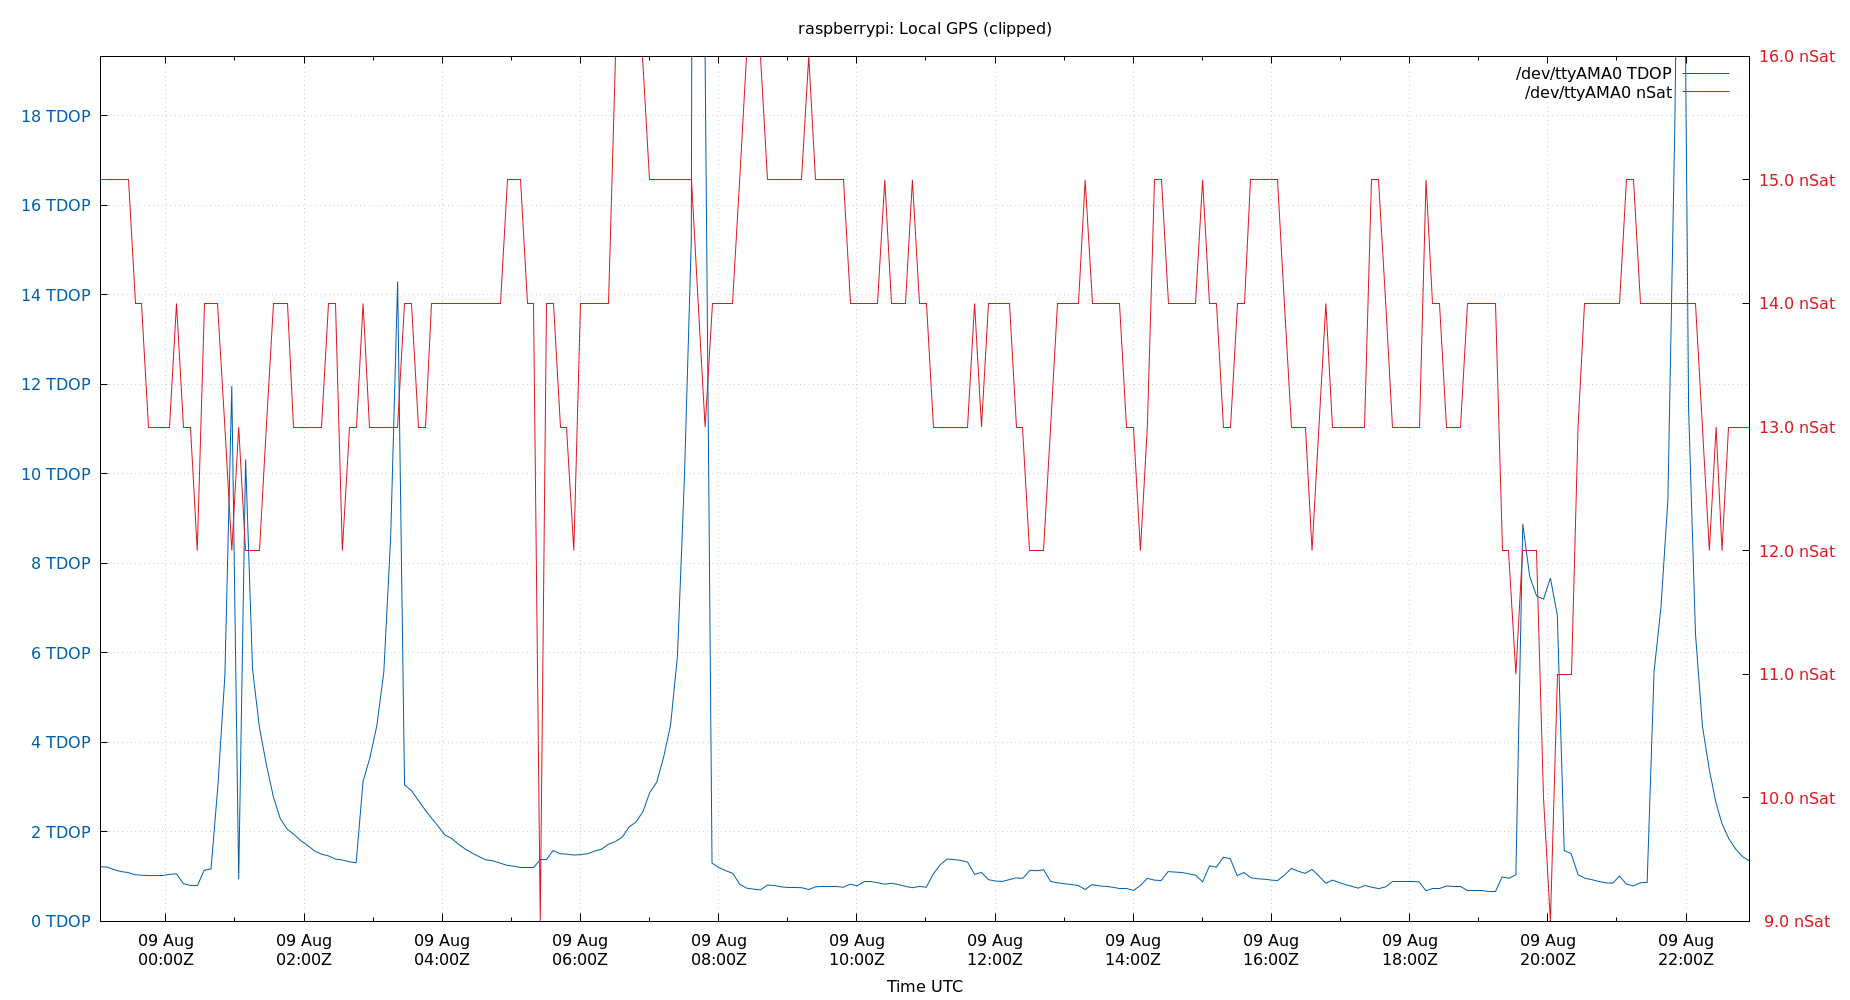 raspberrypi: Local GPS (clipped)
/dev/ttyAMA0 TDOP
/dev/ttyAMA0 nSat
18 TDOP
16 TDOP
14 TDOP
12 TDOP
10 TDOP
8 TDOP
6 TDOP
4 TDOP
2 TDOP
0 TDOP
16.0 nSat
15.0 nSat
14.0 nSat
13.0 nSat
12.0 nSat
11.0 nSat
10.0 nSat
9.0 nSat
09 Aug
00:00Z
09 Aug
02:00Z
09 Aug
04:00Z
09 Aug
06:00Z
09 Aug
08:00Z
09 Aug
10:00Z
09 Aug
12:00Z
09 Aug
14:00Z
09 Aug
16:00Z
09 Aug
18:00Z
09 Aug
20:00Z
09 Aug
22:00Z
Time UTC